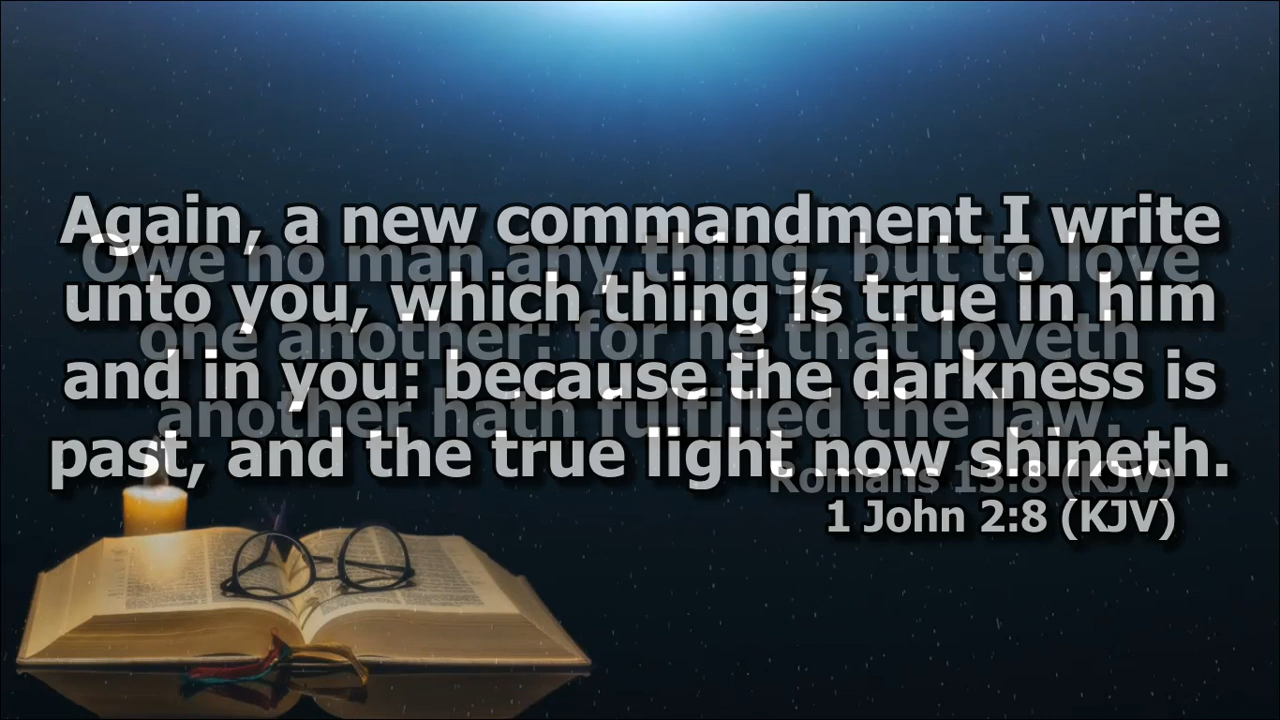 Again, a new commandment I write
unto you, which thing is true in him
and in you: because the darkness is
past, and the true light now shineth.
1 John 2:8 (KJV)
Owe no man any thing, but to love
one another: for he that loveth
another hath fulfilled the law.
Romans 13:8 (KJV)